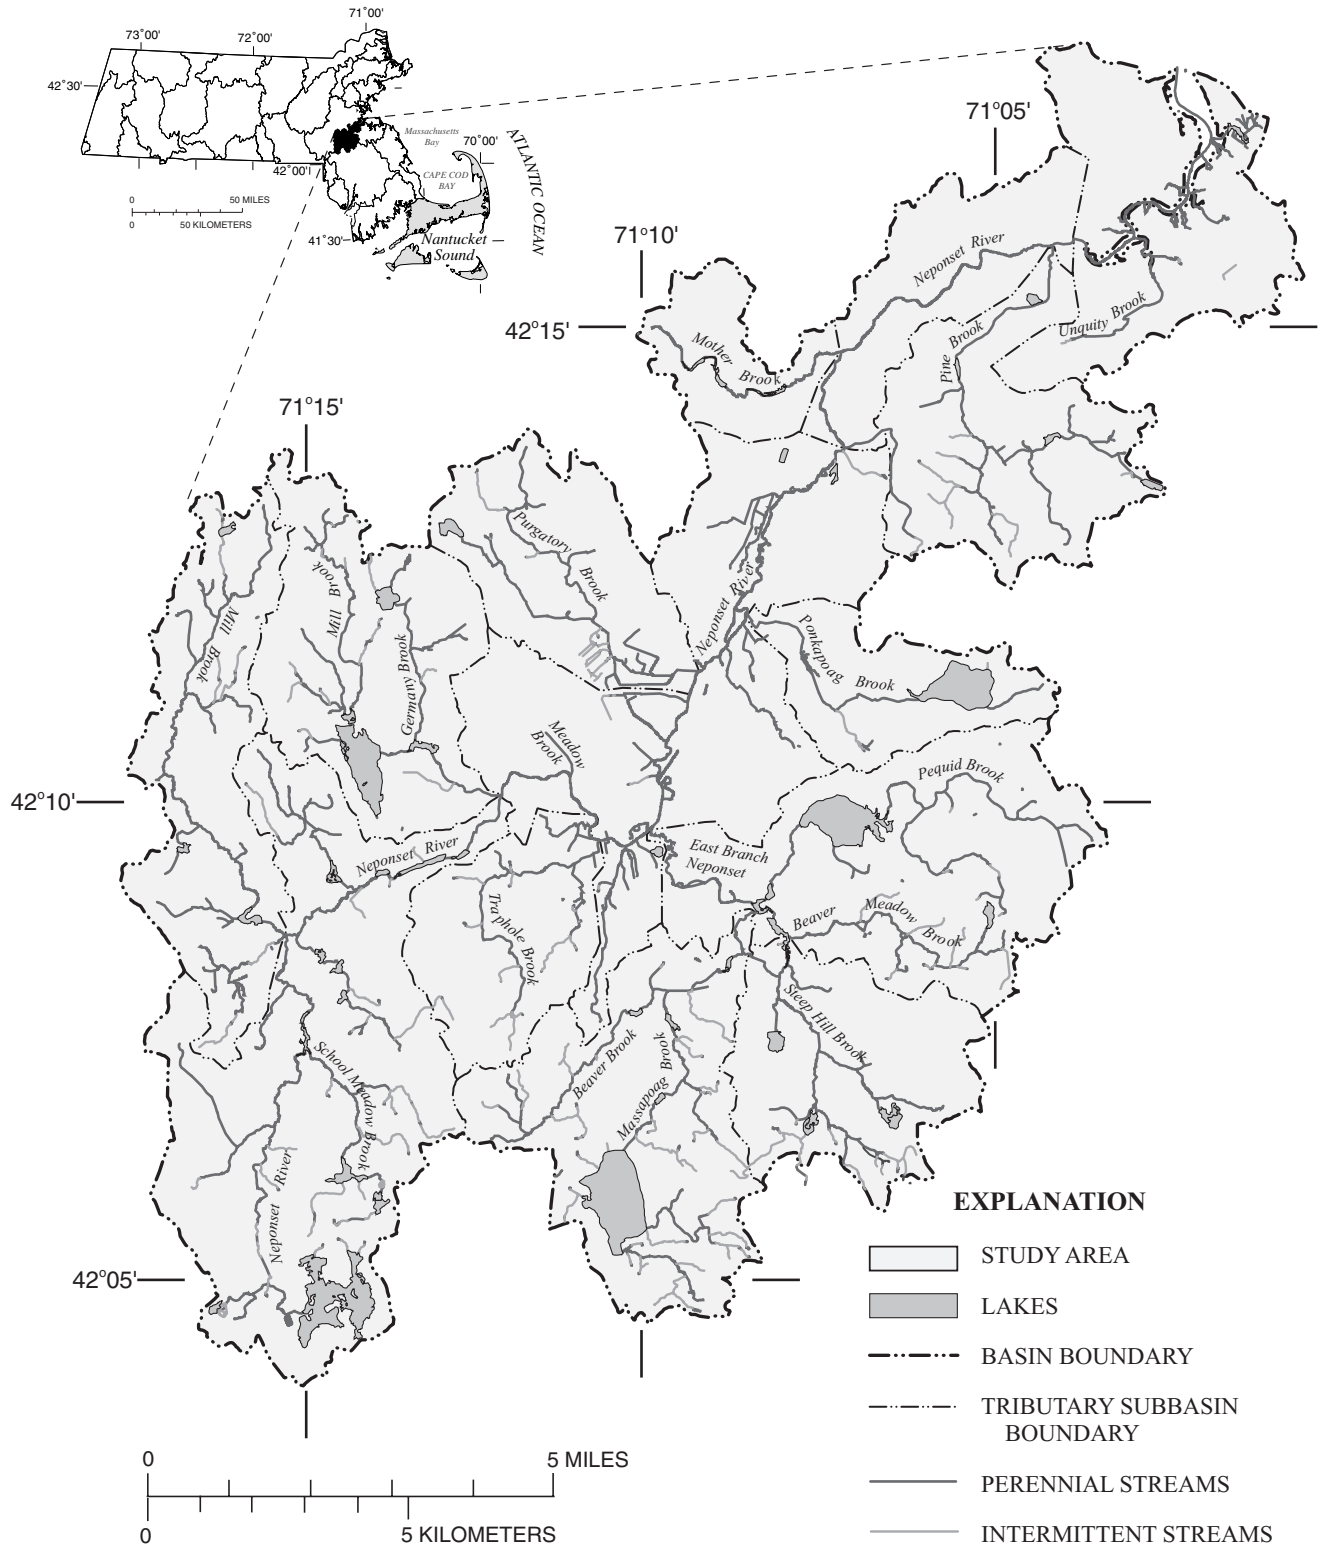 71°00'
73°00'
72°00'
42°30'
Massachusetts
Bay
70°00'
ATLANTIC OCEAN
42°00'
CAPE COD
BAY
0 50 MILES
0 50 KILOMETERS
41°30'
Nantucket
Sound
71°05'
71°10'
Neponset River
42°15'
Mother
Brook
Pine Brook
Unquity Brook
71°15'
Purgatory
Brook
Mill Brook
Mill Brook
Germany Brook
Neponset River
Ponkapoag
Brook
Meadow
Brook
Pequid Brook
42°10'
Neponset River
East Branch
Neponset
Traphole Brook
Beaver
Meadow
Brook
Steep Hill Brook
School Meadow Brook
Beaver Brook
Massapoag Brook
Neponset River
42°05'
EXPLANATION
STUDY AREA
LAKES
BASIN BOUNDARY
TRIBUTARY SUBBASIN
BOUNDARY
PERENNIAL STREAMS
INTERMITTENT STREAMS
0 5 MILES
0 5 KILOMETERS